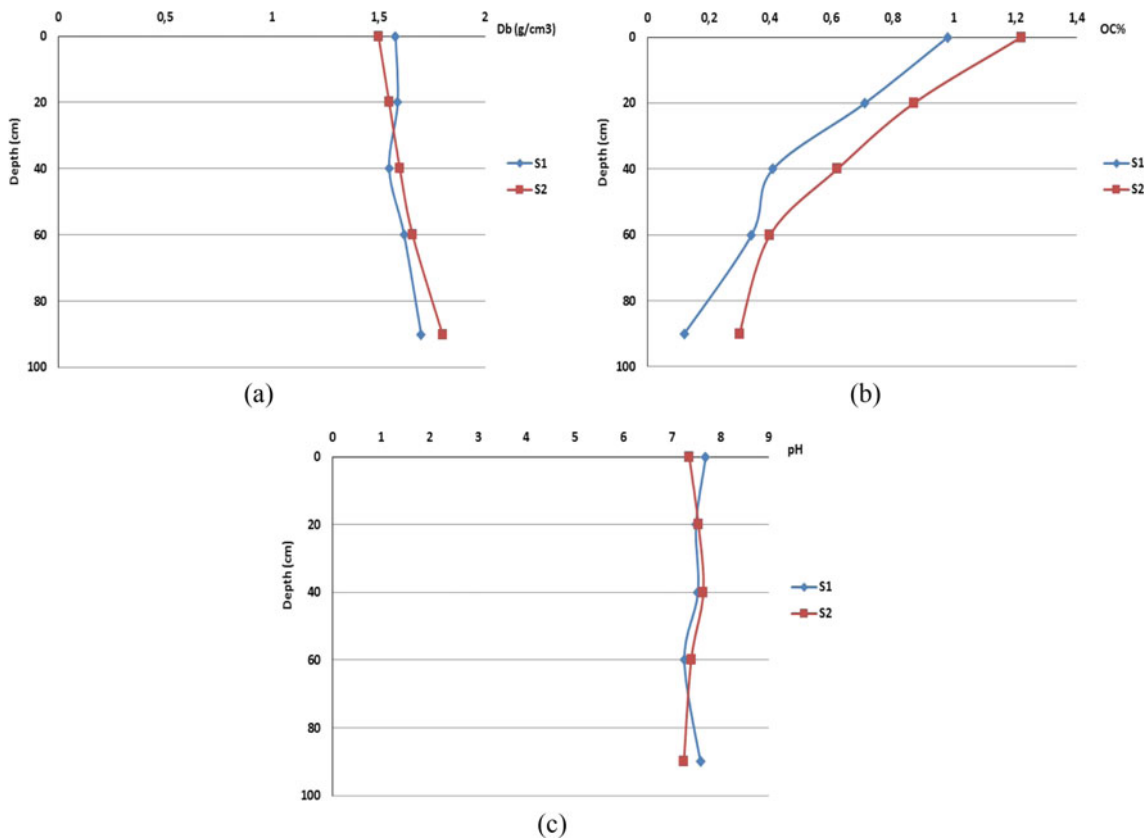 0 0,5 1 1,5 2
Db (g/cm3)
0
20
40
60
80
100
Depth (cm)
S1
S2
(a)
0 0,2 0,4 0,6 0,8 1 1,2 1,4
OC%
0
20
40
60
80
100
Depth (cm)
S1
S2
(b)
0 1 2 3 4 5 6 7 8 9
pH
0
20
40
60
80
100
Depth (cm)
S1
S2
(c)